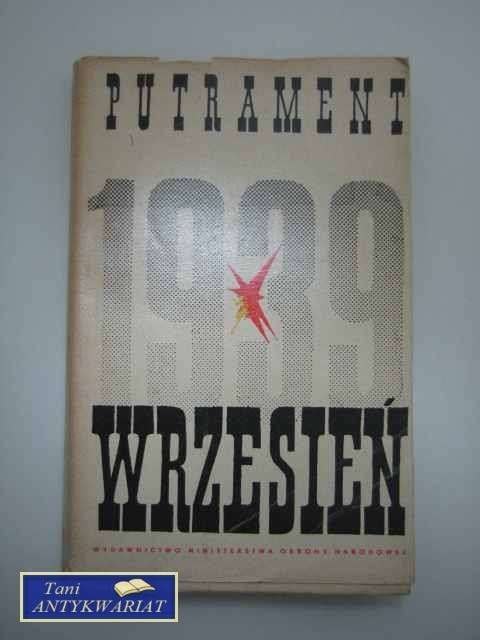 PUTRAMENT
1939
WRZESIEŃ
WYDAWNICTWO MINISTERSTWA OBRONY NARODOWEJ
Tani
ANTYKWARIAT